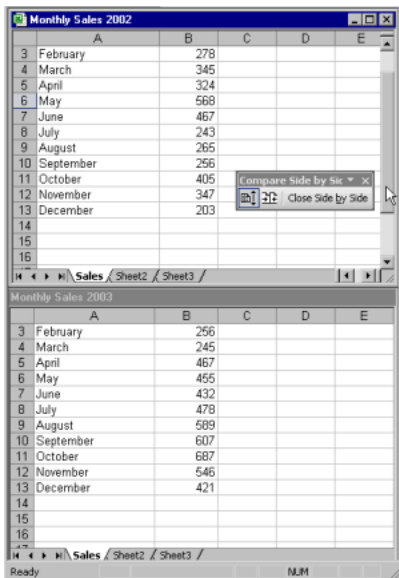 Monthly Sales 2002
A B C D E
3 February 278
4 March 345
5 April 324
6 May 568
7 June 467
8 July 243
9 August 265
10 September 256
11 October 405
12 November 347
13 December 203
14
15
16
Compare Side by Sic
Close Side by Side
Sales / Sheet2 / Sheet3 /
Monthly Sales 2003
A B C D E
3 February 256
4 March 245
5 April 467
6 May 455
7 June 432
8 July 478
9 August 589
10 September 607
11 October 687
12 November 546
13 December 421
14
15
16
Sales / Sheet2 / Sheet3 /
Ready NUM